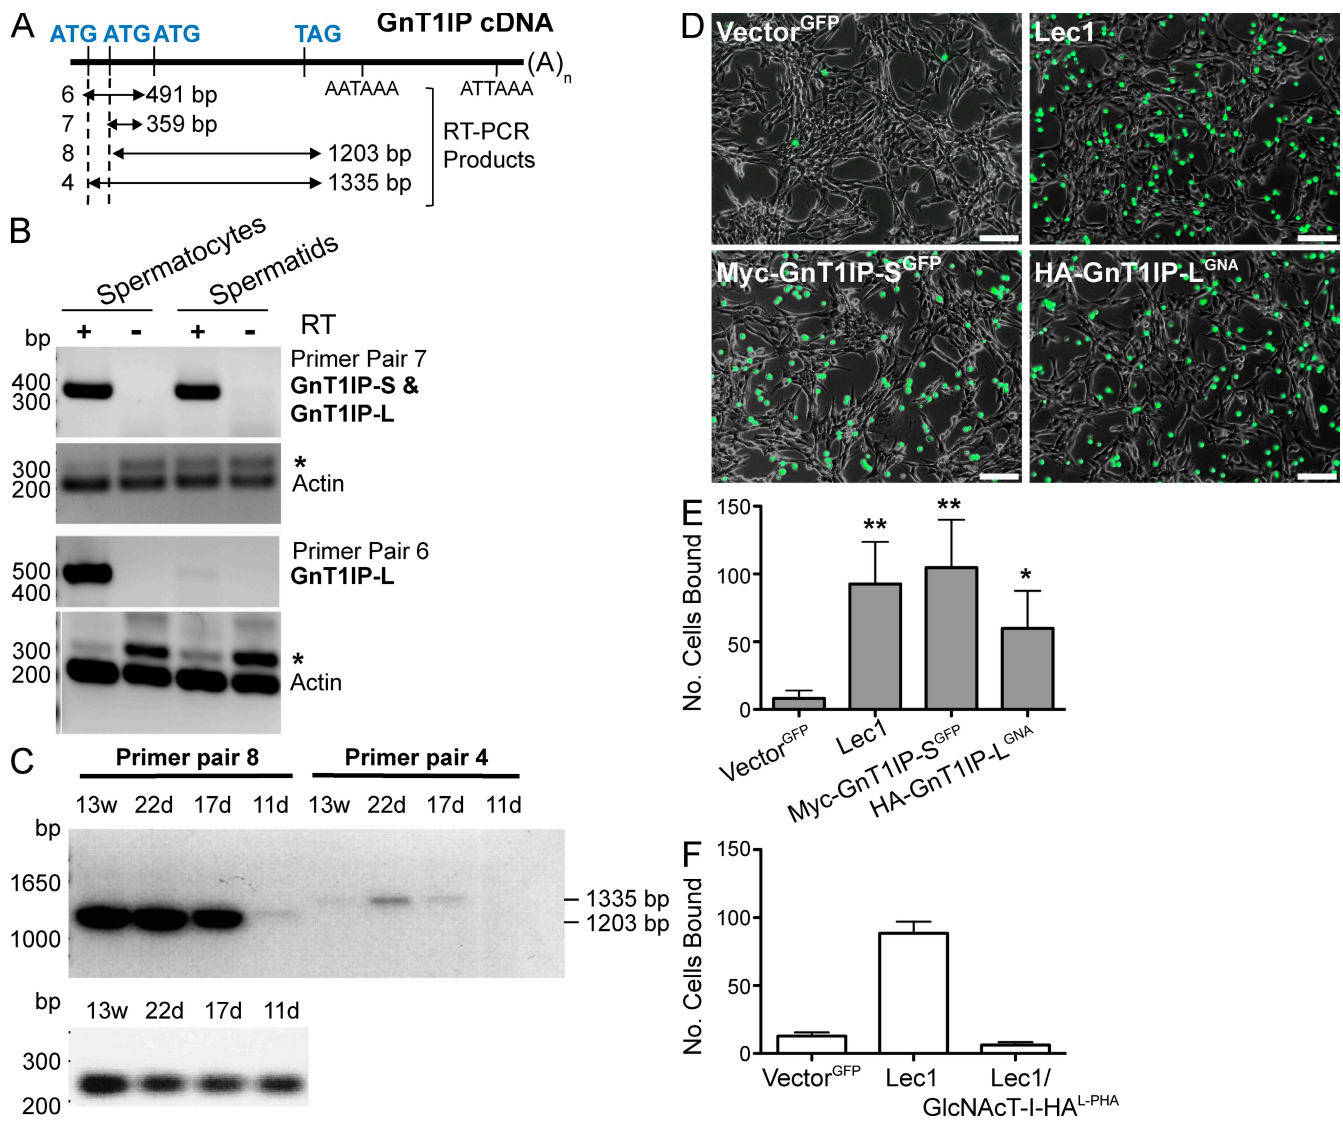 A
GnT1IP cDNA
ATG ATG ATG TAG
(A)n
AATAAA ATTAAA
6 491 bp
7 359 bp
8 1203 bp
4 1335 bp
RT-PCR
Products
B
Spermatocytes
Spermatids
+ - + - RT
bp
400
300
Primer Pair 7
GnT1IP-S &
GnT1IP-L
300
200
*
Actin
500
400
Primer Pair 6
GnT1IP-L
300
200
*
Actin
C
Primer pair 8 Primer pair 4
13w 22d 17d 11d 13w 22d 17d 11d
bp
1650
1000
1335 bp
1203 bp
bp
13w 22d 17d 11d
300
200
D
VectorGFP
Lec1
Myc-GnT1IP-SGFP
HA-GnT1IP-LGNA
E
No. Cells Bound
150
100
50
0
** ** *
VectorGFP
Lec1
Myc-GnT1IP-SGFP
HA-GnT1IP-LGNA
F
No. Cells Bound
150
100
50
0
VectorGFP Lec1 Lec1/
GlcNAcT-I-HAL-PHA